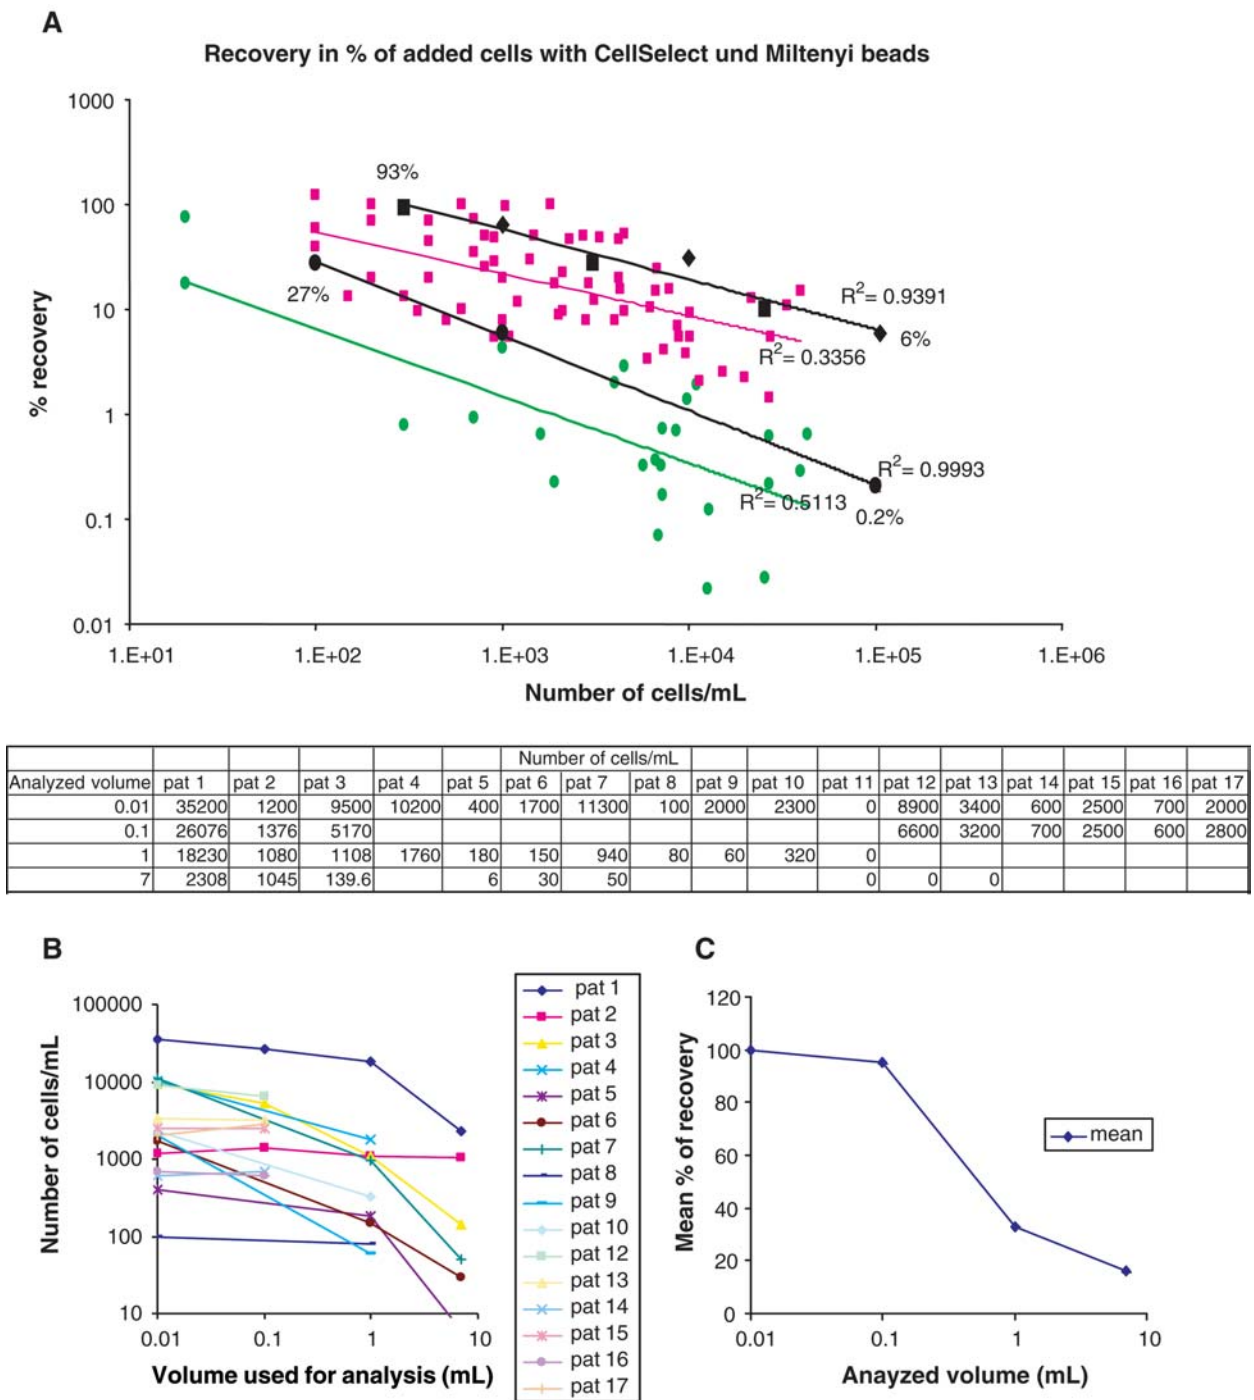 A
Recovery in % of added cells with CellSelect und Miltenyi beads
1000
93%
100
27%
10
R2= 0.9391
6%
R2= 0.3356
1
R2= 0.9993
R2= 0.5113
0.2%
0.1
0.01
% recovery
1.E+01 1.E+02 1.E+03 1.E+04 1.E+05 1.E+06
Number of cells/mL
Number of cells/mL
Analyzed volume pat 1 pat 2 pat 3 pat 4 pat 5 pat 6 pat 7 pat 8 pat 9 pat 10 pat 11 pat 12 pat 13 pat 14 pat 15 pat 16 pat 17
0.01 35200 1200 9500 10200 400 1700 11300 100 2000 2300 0 8900 3400 600 2500 700 2000
0.1 26076 1376 5170 6600 3200 700 2500 600 2800
1 18230 1080 1108 1760 180 150 940 80 60 320 0
7 2308 1045 139.6 6 30 50 0 0 0
B
100000
10000
1000
100
10
Number of cells/mL
0.01 0.1 1 10
Volume used for analysis (mL)
pat 1
pat 2
pat 3
pat 4
pat 5
pat 6
pat 7
pat 8
pat 9
pat 10
pat 12
pat 13
pat 14
pat 15
pat 16
pat 17
C
120
100
80
60
40
20
0
Mean % of recovery
mean
0.01 0.1 1 10
Anayzed volume (mL)